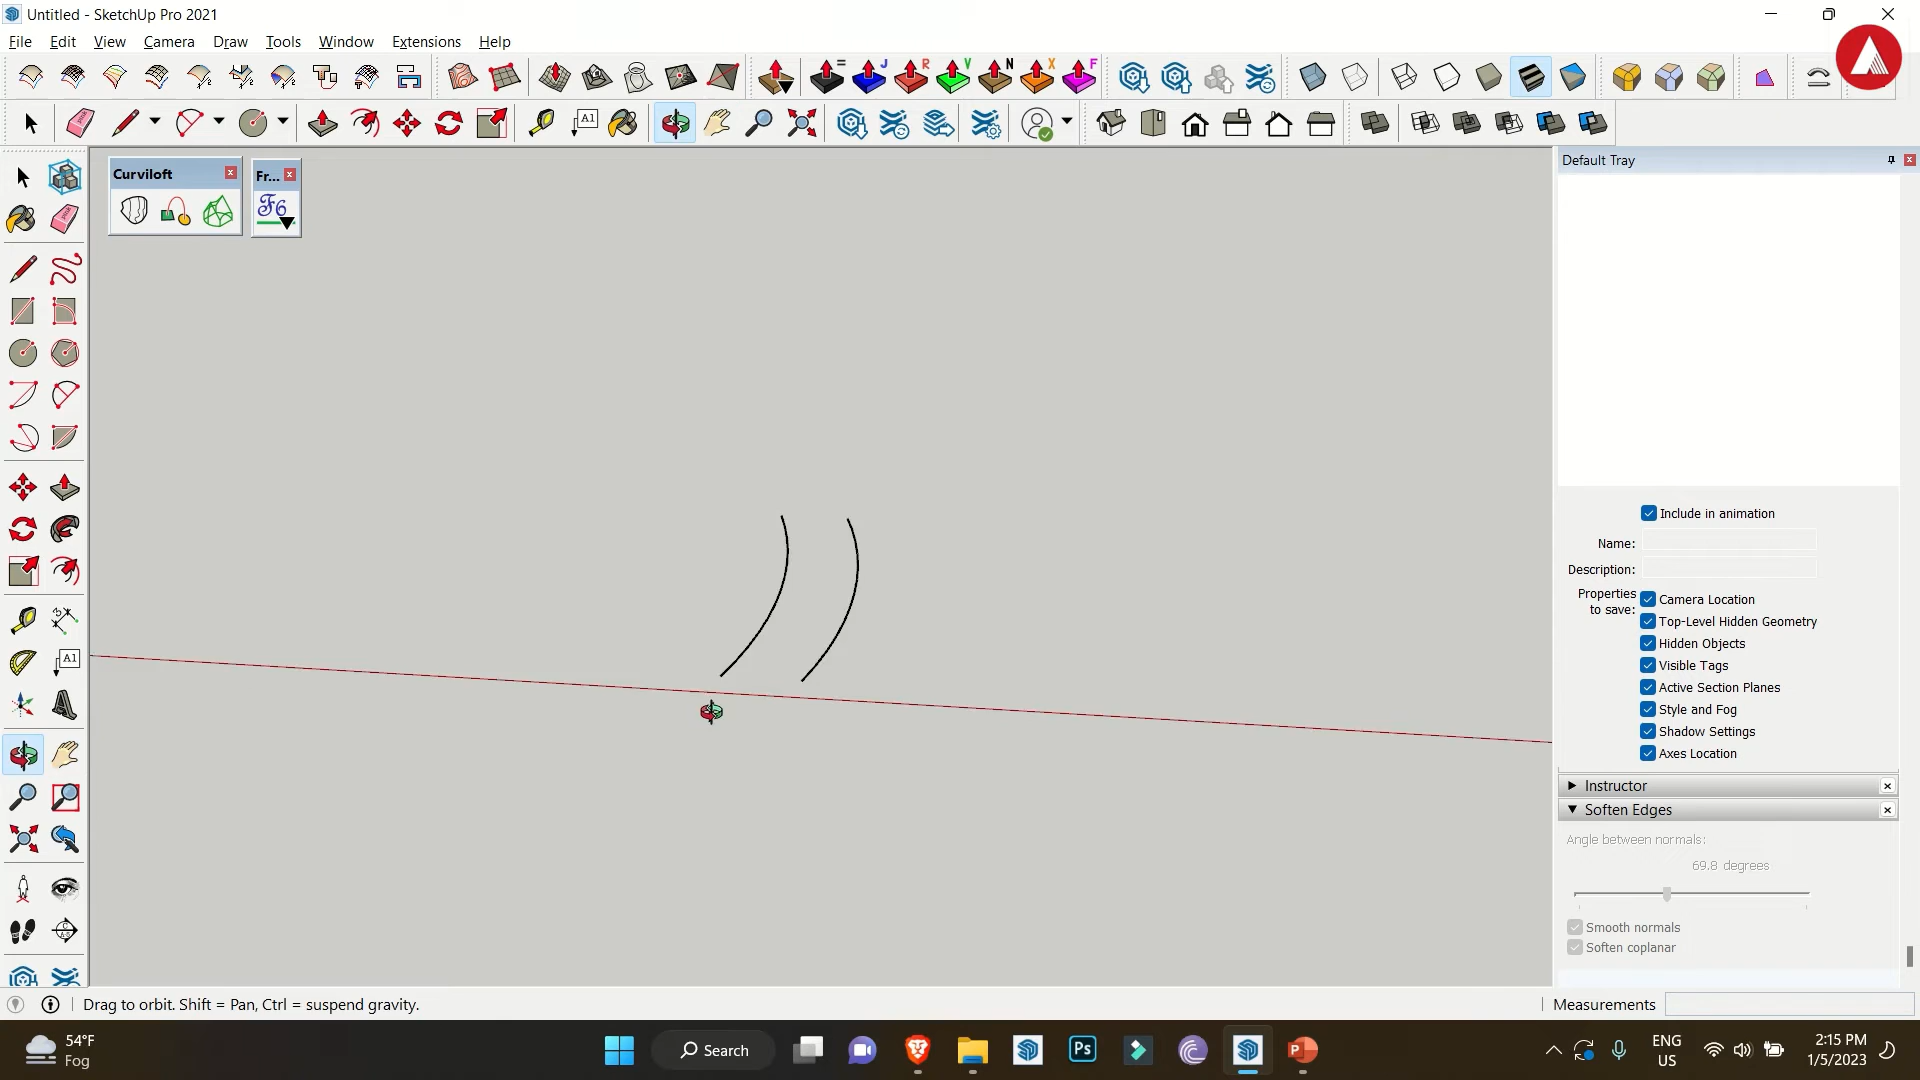 Untitled - SketchUp Pro 2021
File Edit View Camera Draw Tools Window Extensions Help
= J R V N X F
A1
Default Tray
Curviloft
Fr...
F6
Include in animation
Name:
Description:
Properties to save:
Camera Location
Top-Level Hidden Geometry
Hidden Objects
Visible Tags
Active Section Planes
Style and Fog
Shadow Settings
Axes Location
A1
Instructor
Soften Edges
Angle between normals:
69.8 degrees
Smooth normals
Soften coplanar
Drag to orbit. Shift = Pan, Ctrl = suspend gravity.
Measurements
54°F
Fog
Search
Ps
P
ENG
US
2:15 PM
1/5/2023